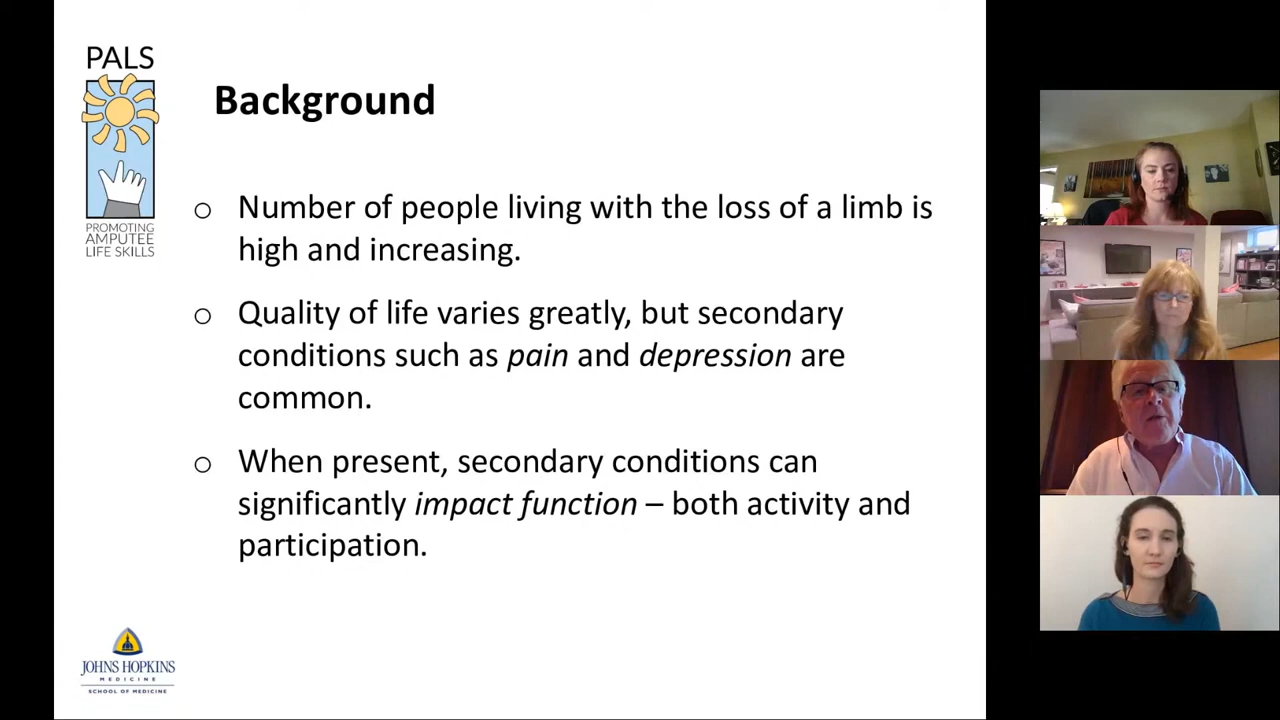 PALS
PROMOTING
AMPUTEE
LIFE SKILLS
Background
o Number of people living with the loss of a limb is
high and increasing.
o Quality of life varies greatly, but secondary
conditions such as pain and depression are
common.
o When present, secondary conditions can
significantly impact function – both activity and
participation.
JOHNS HOPKINS
MEDICINE
SCHOOL OF MEDICINE